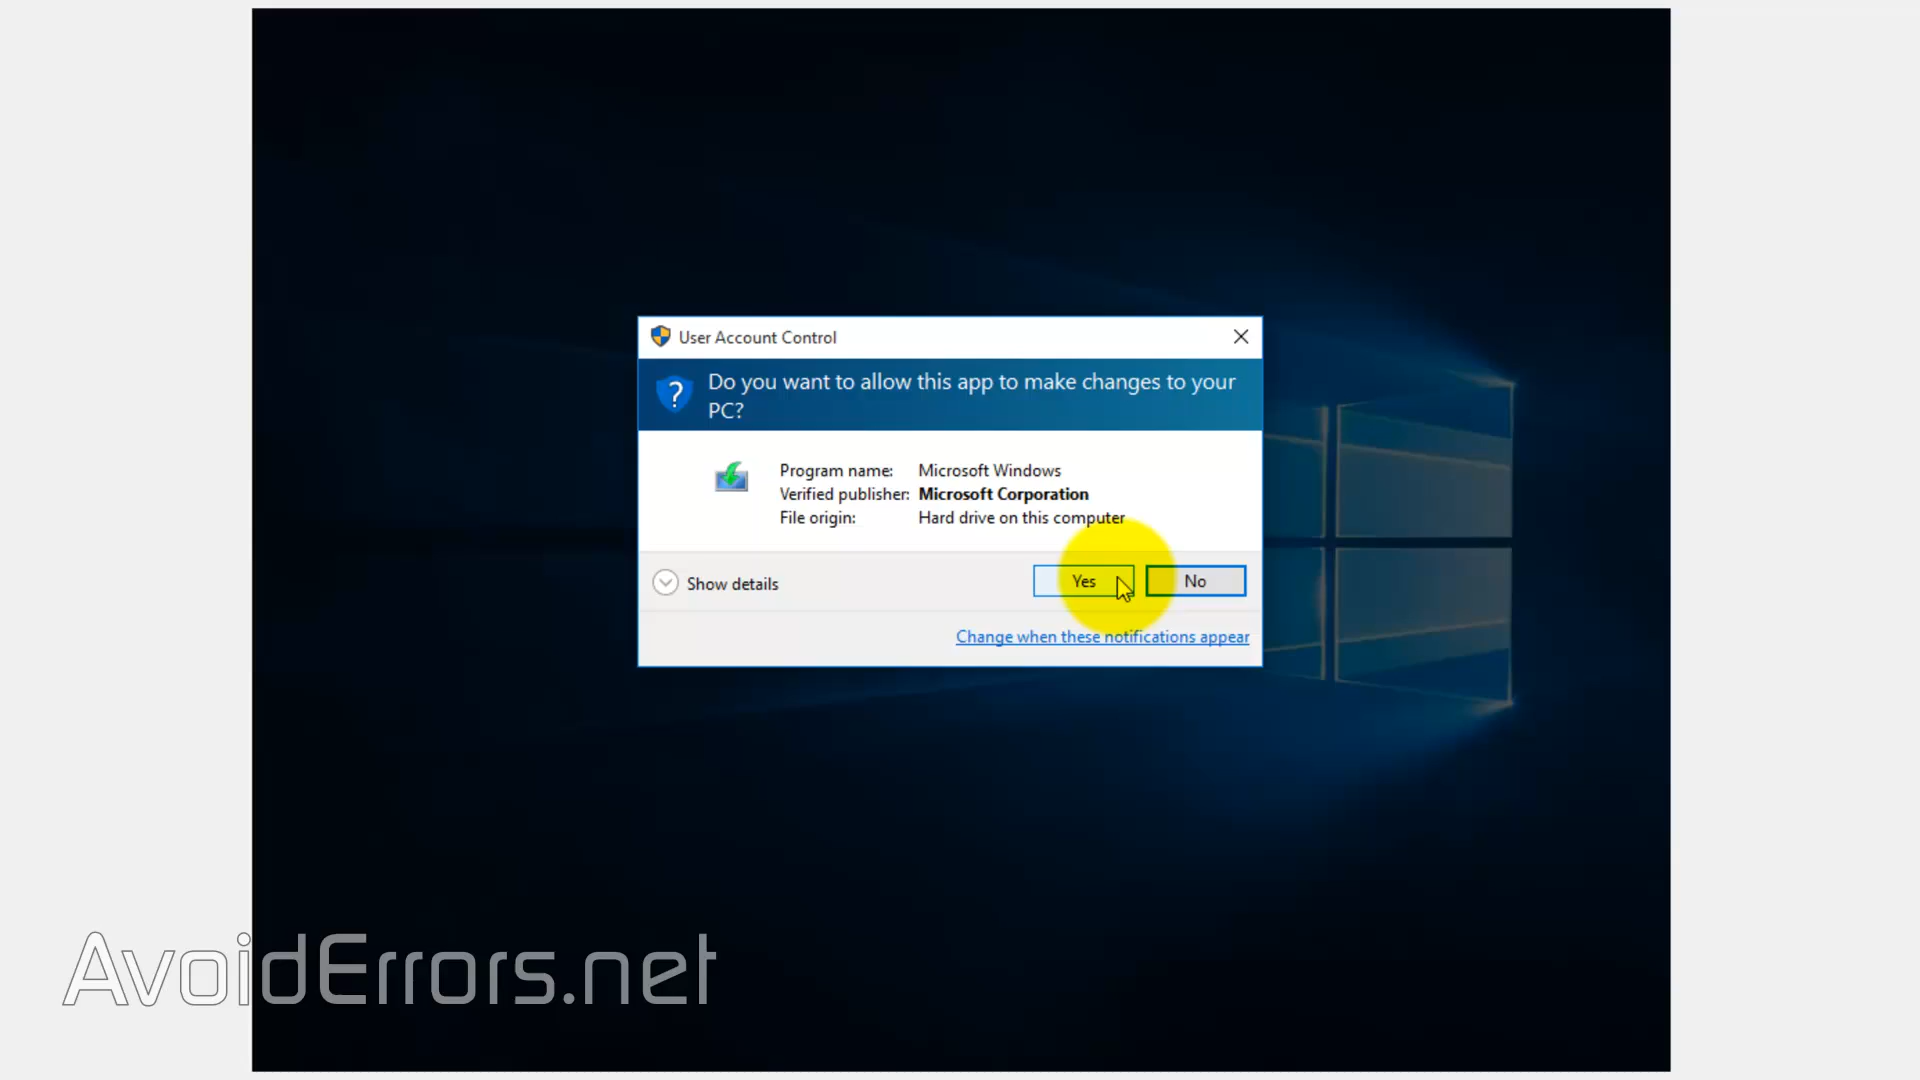 User Account Control
Do you want to allow this app to make changes to your
PC?
Program name: Microsoft Windows
Verified publisher: Microsoft Corporation
File origin: Hard drive on this computer
Show details
Yes
No
Change when these notifications appear
AvoidErrors.net